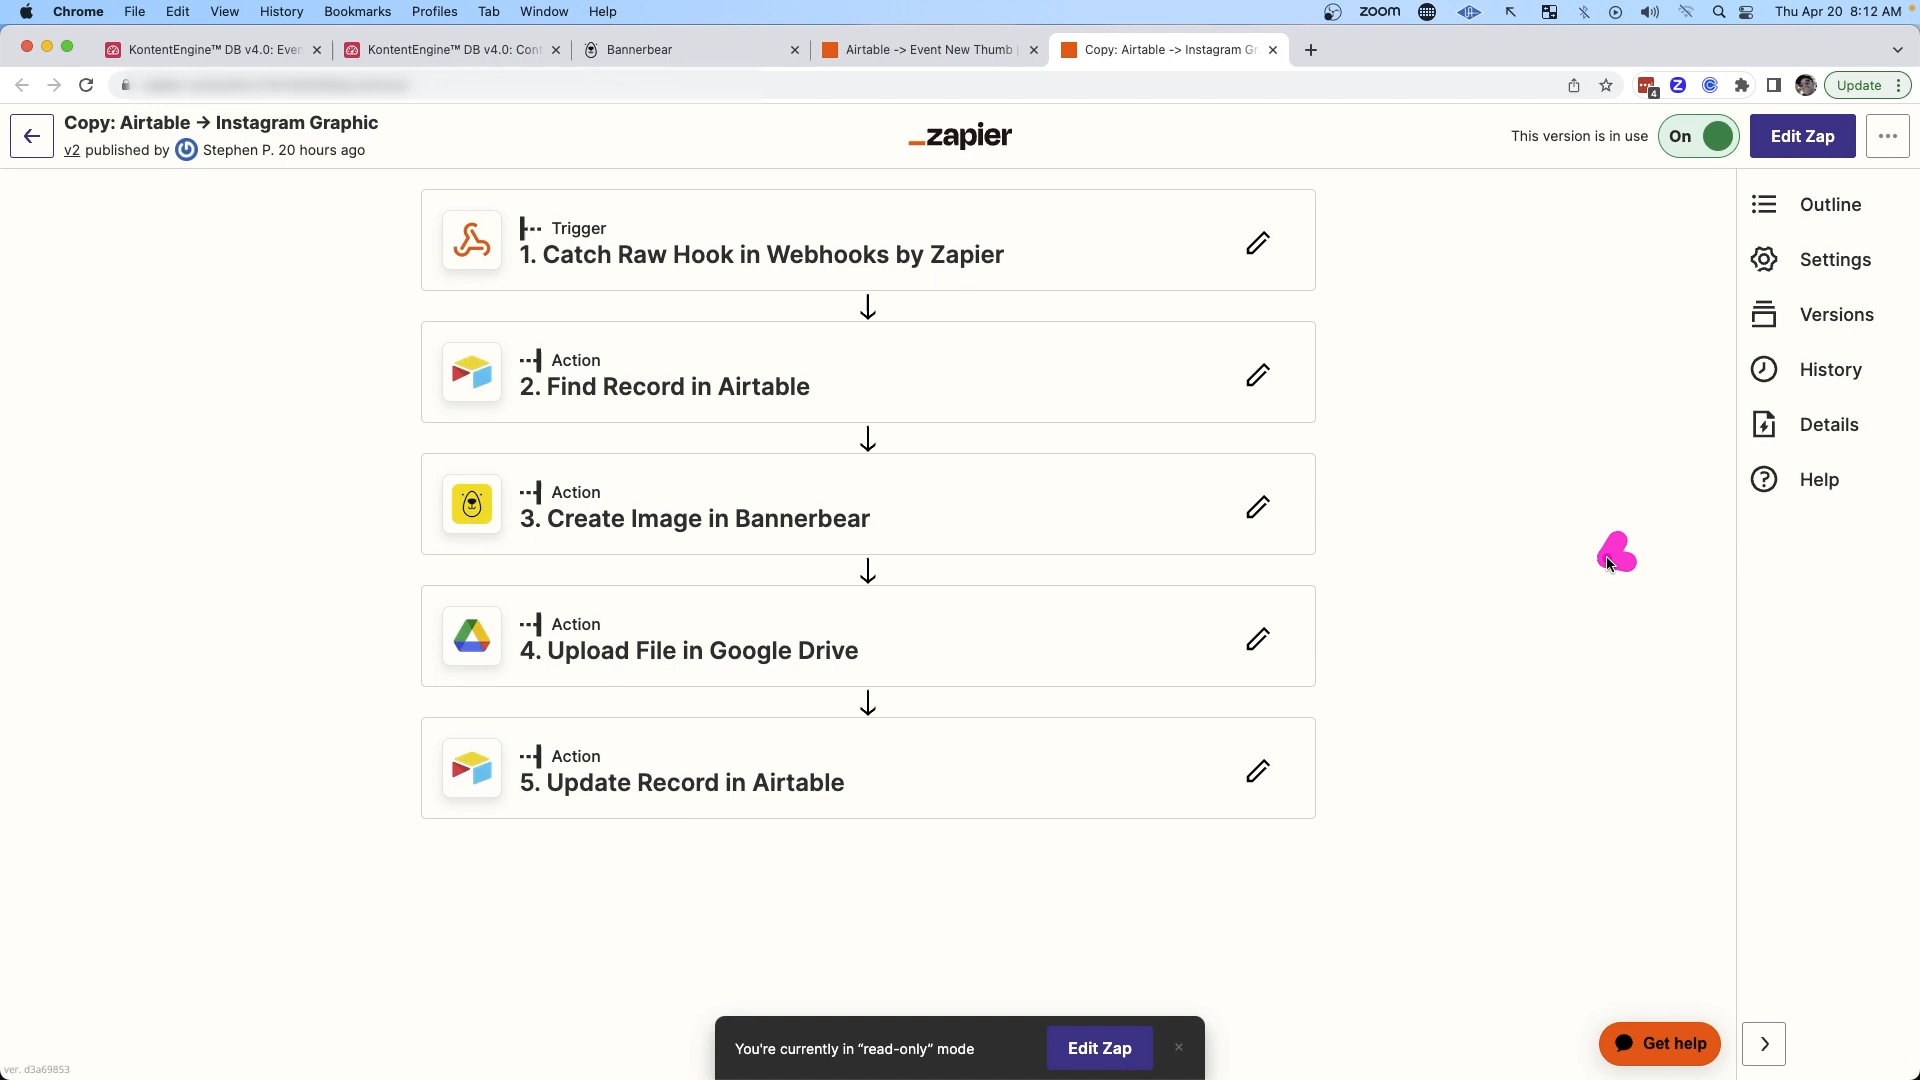 Chrome File Edit View History Bookmarks Profiles Tab Window Help zoom Thu Apr 20 8:12 AM
KontentEngine™ DB v4.0: Even KontentEngine™ DB v4.0: Cont Bannerbear Airtable -> Event New Thumb Copy: Airtable -> Instagram Gr
4 Update
Copy: Airtable → Instagram Graphic
v2 published by Stephen P. 20 hours ago
_zapier
This version is in use On Edit Zap
Trigger
1. Catch Raw Hook in Webhooks by Zapier
Action
2. Find Record in Airtable
Action
3. Create Image in Bannerbear
Action
4. Upload File in Google Drive
Action
5. Update Record in Airtable
Outline
Settings
Versions
History
Details
Help
You're currently in “read-only” mode Edit Zap
Get help
ver. d3a69853